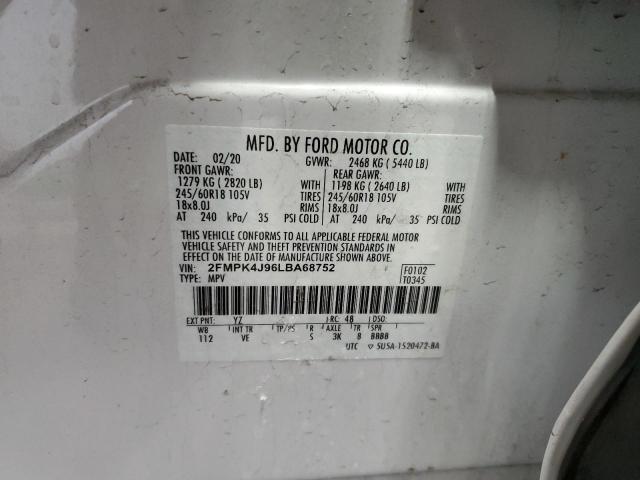 MFD. BY FORD MOTOR CO.
DATE: 02/20 GVWR: 2468 KG ( 5440 LB)
FRONT GAWR: REAR GAWR:
1279 KG ( 2820 LB) WITH 1198 KG ( 2640 LB) WITH
245/60R18 105V TIRES 245/60R18 105V TIRES
18x8.0J RIMS 18x8.0J RIMS
AT 240 kPa/ 35 PSI COLD AT 240 kPa/ 35 PSI COLD
THIS VEHICLE CONFORMS TO ALL APPLICABLE FEDERAL MOTOR
VEHICLE SAFETY AND THEFT PREVENTION STANDARDS IN
EFFECT ON THE DATE OF MANUFACTURE SHOWN ABOVE.
VIN: 2FMPK4J96LBA68752 F0102
TYPE: MPV T0345
EXT PNT: YZ RC: 48 DSO:
WB INT TR TP/PS R AXLE TR SPR
112 VE S 3K 8 BBBB
UTC ▽ 5U5A-1520472-BA